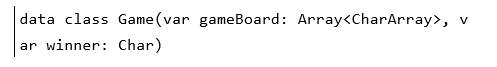 data class Game(var gameBoard: Array<CharArray>, v
ar winner: Char)